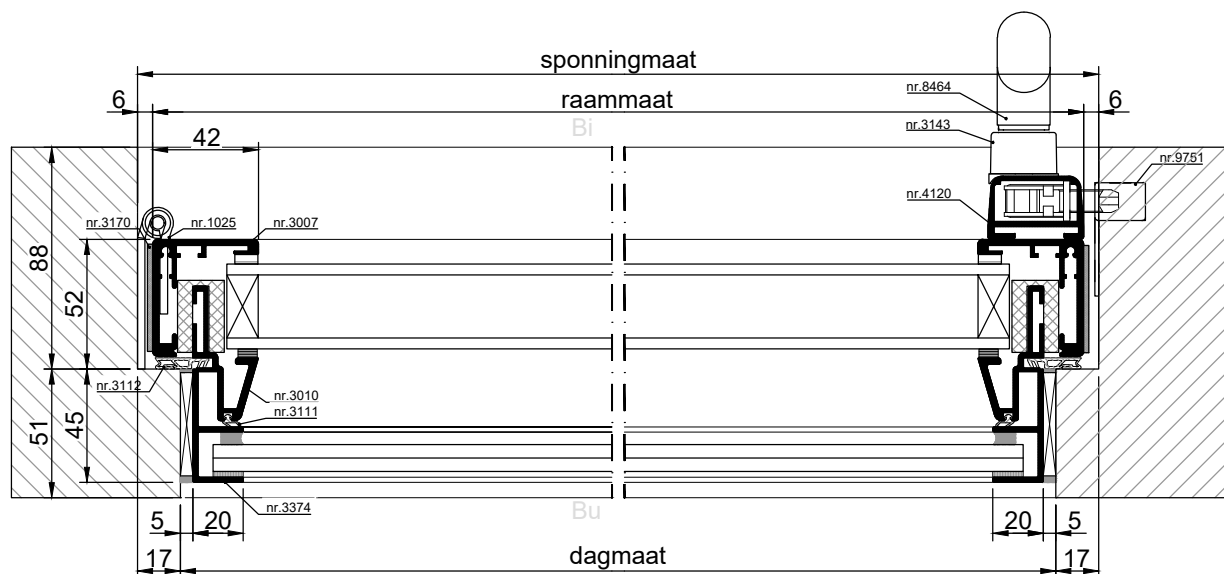 sponningmaat
6
raammaat
nr.8464
6
Bi
42
nr.3143
nr.9751
nr.3170
nr.1025
nr.3007
nr.4120
88
52
nr.3112
nr.3010
nr.3111
51
45
nr.3374
Bu
5
20
20
5
17
dagmaat
17